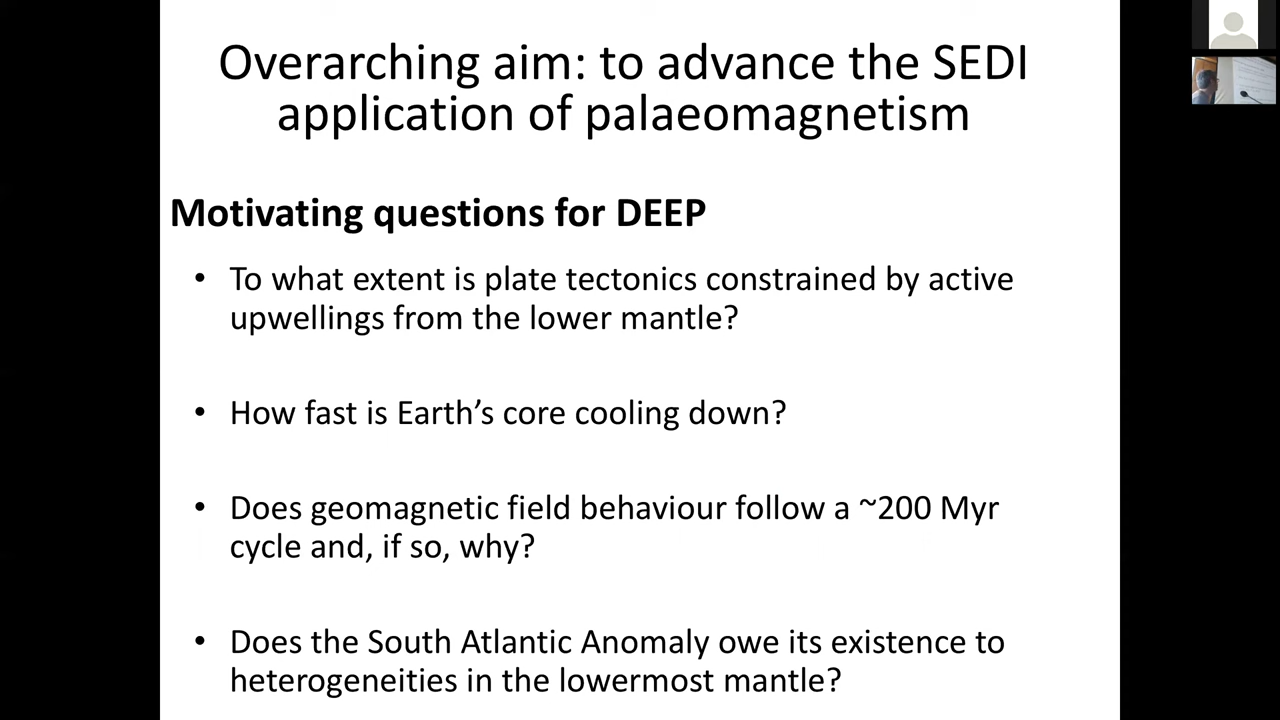 Overarching aim: to advance the SEDI
application of palaeomagnetism
Motivating questions for DEEP
• To what extent is plate tectonics constrained by active
upwellings from the lower mantle?
• How fast is Earth’s core cooling down?
• Does geomagnetic field behaviour follow a ~200 Myr
cycle and, if so, why?
• Does the South Atlantic Anomaly owe its existence to
heterogeneities in the lowermost mantle?